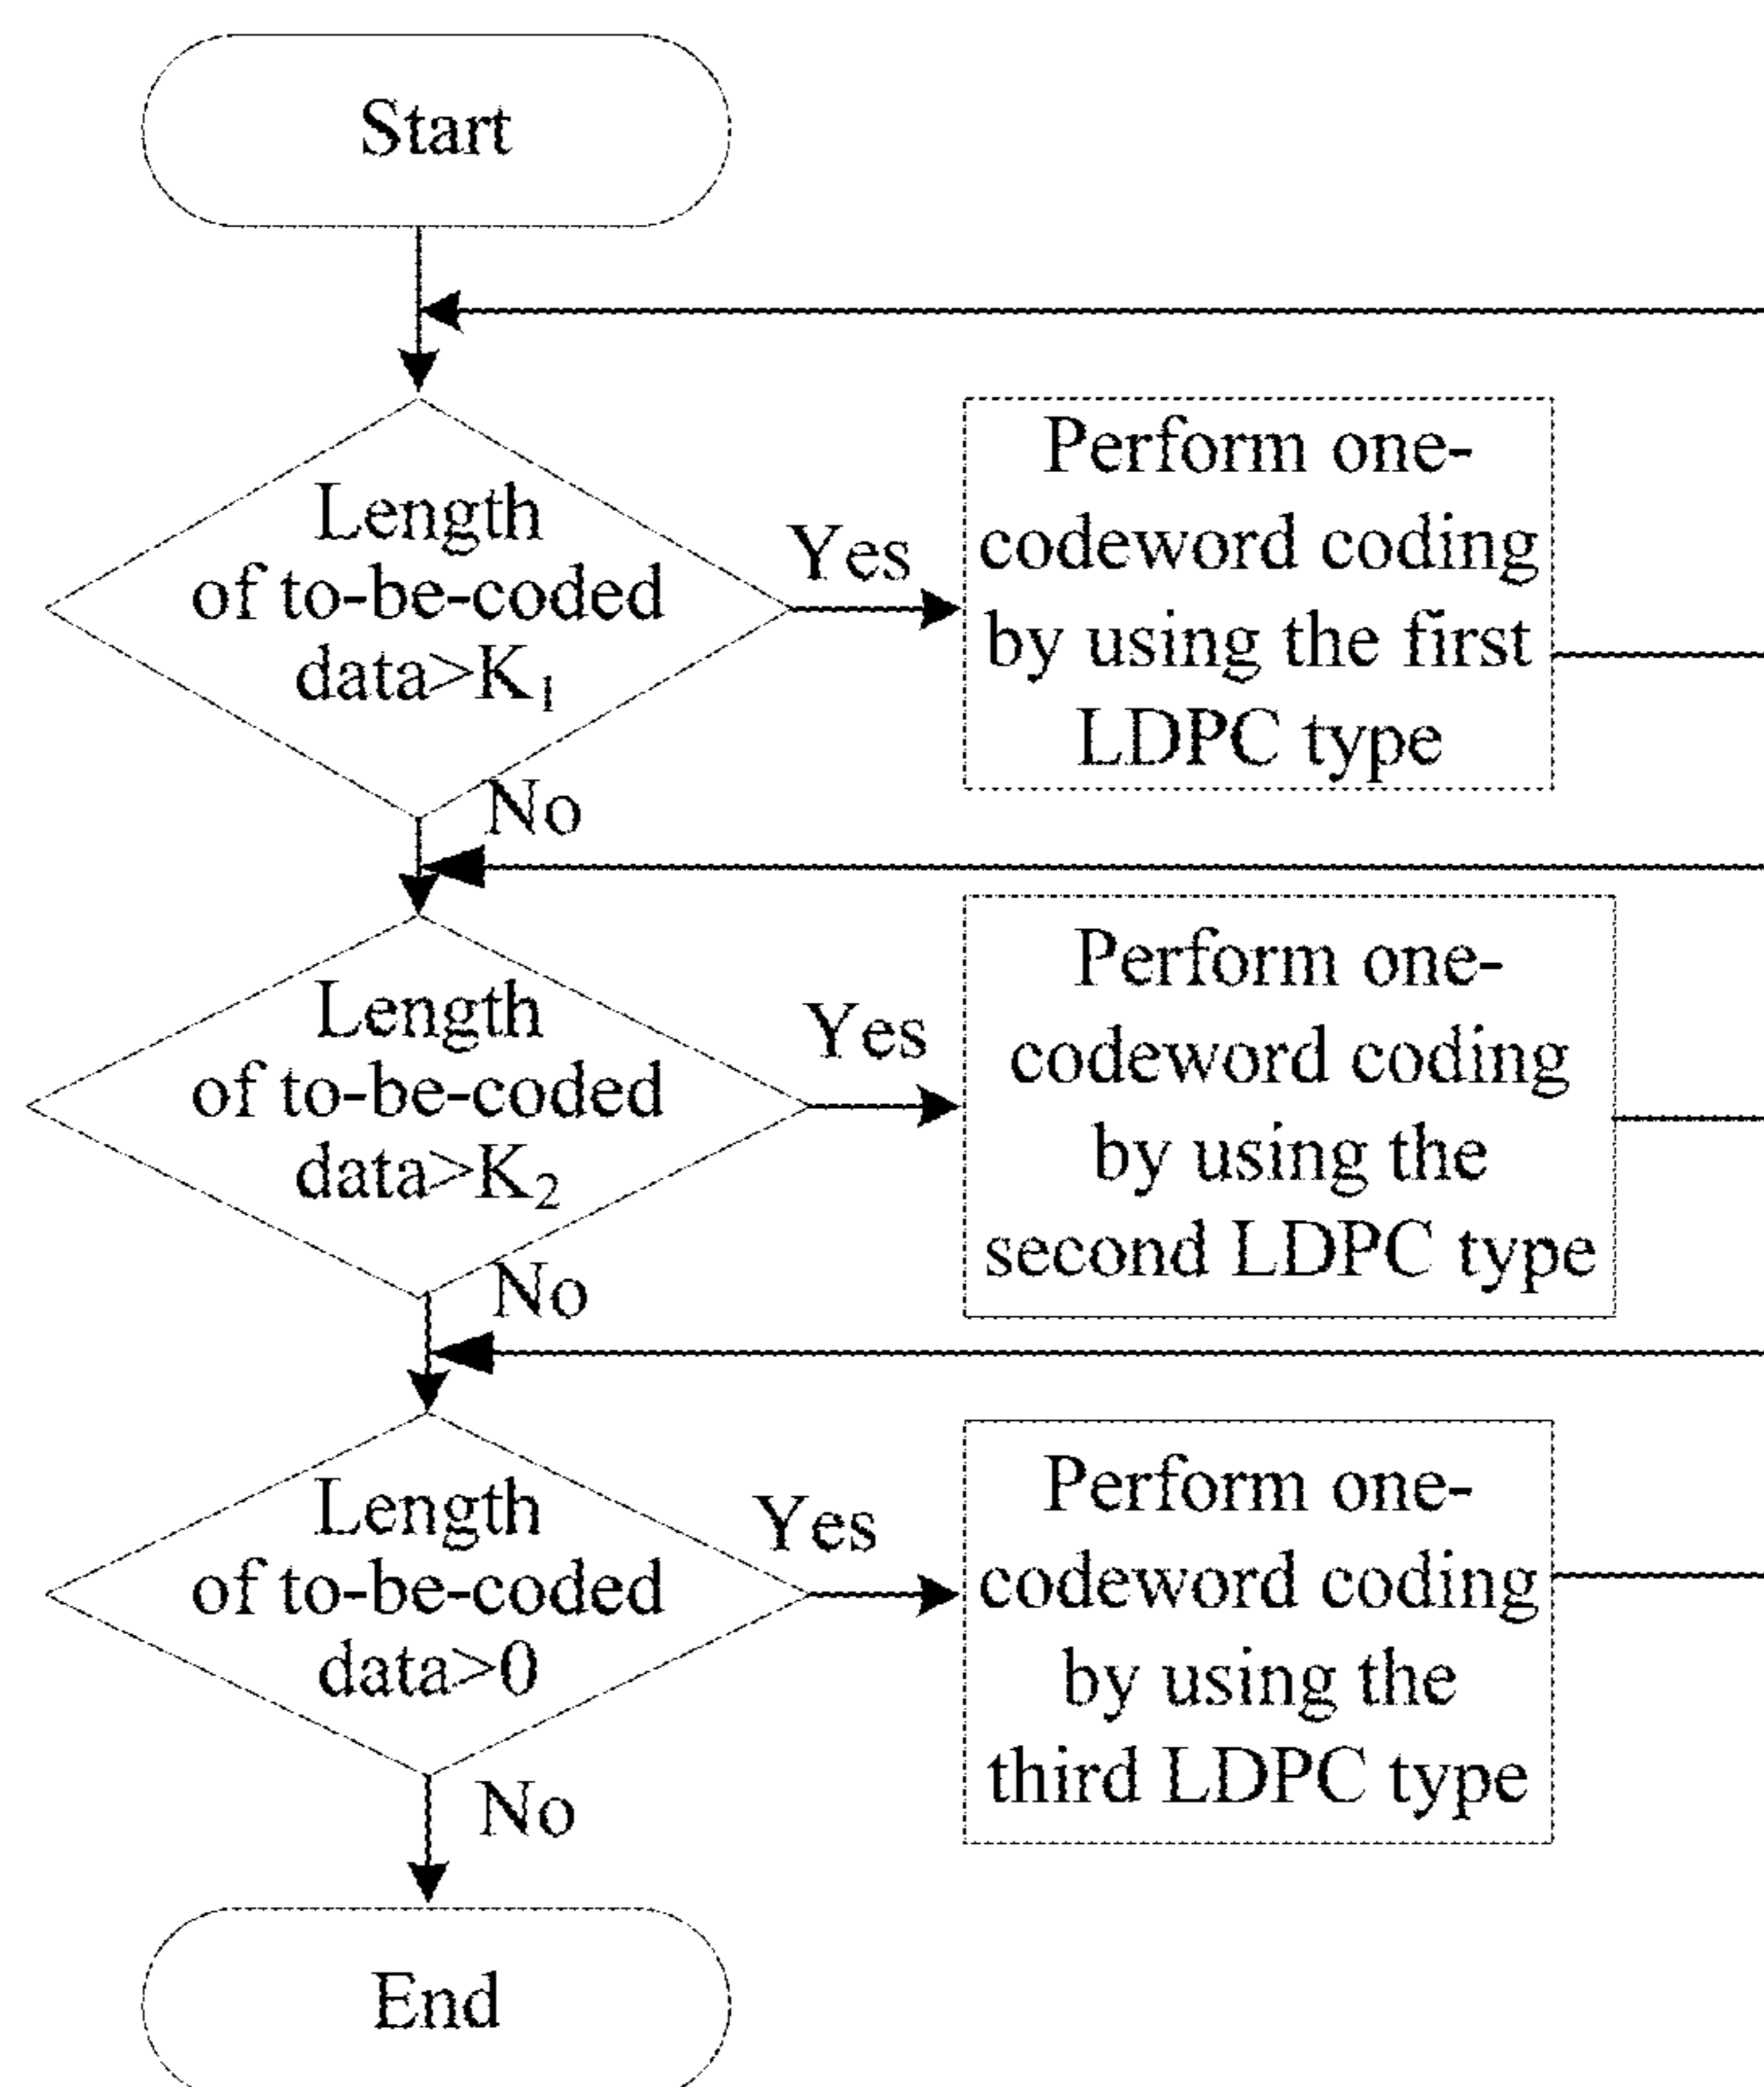 Start
Length
of to-be-coded
data>K₁
Yes
Perform one-
codeword coding
by using the first
LDPC type
No
Length
of to-be-coded
data>K₂
Yes
Perform one-
codeword coding
by using the
second LDPC type
No
Length
of to-be-coded
data>0
Yes
Perform one-
codeword coding
by using the
third LDPC type
No
End